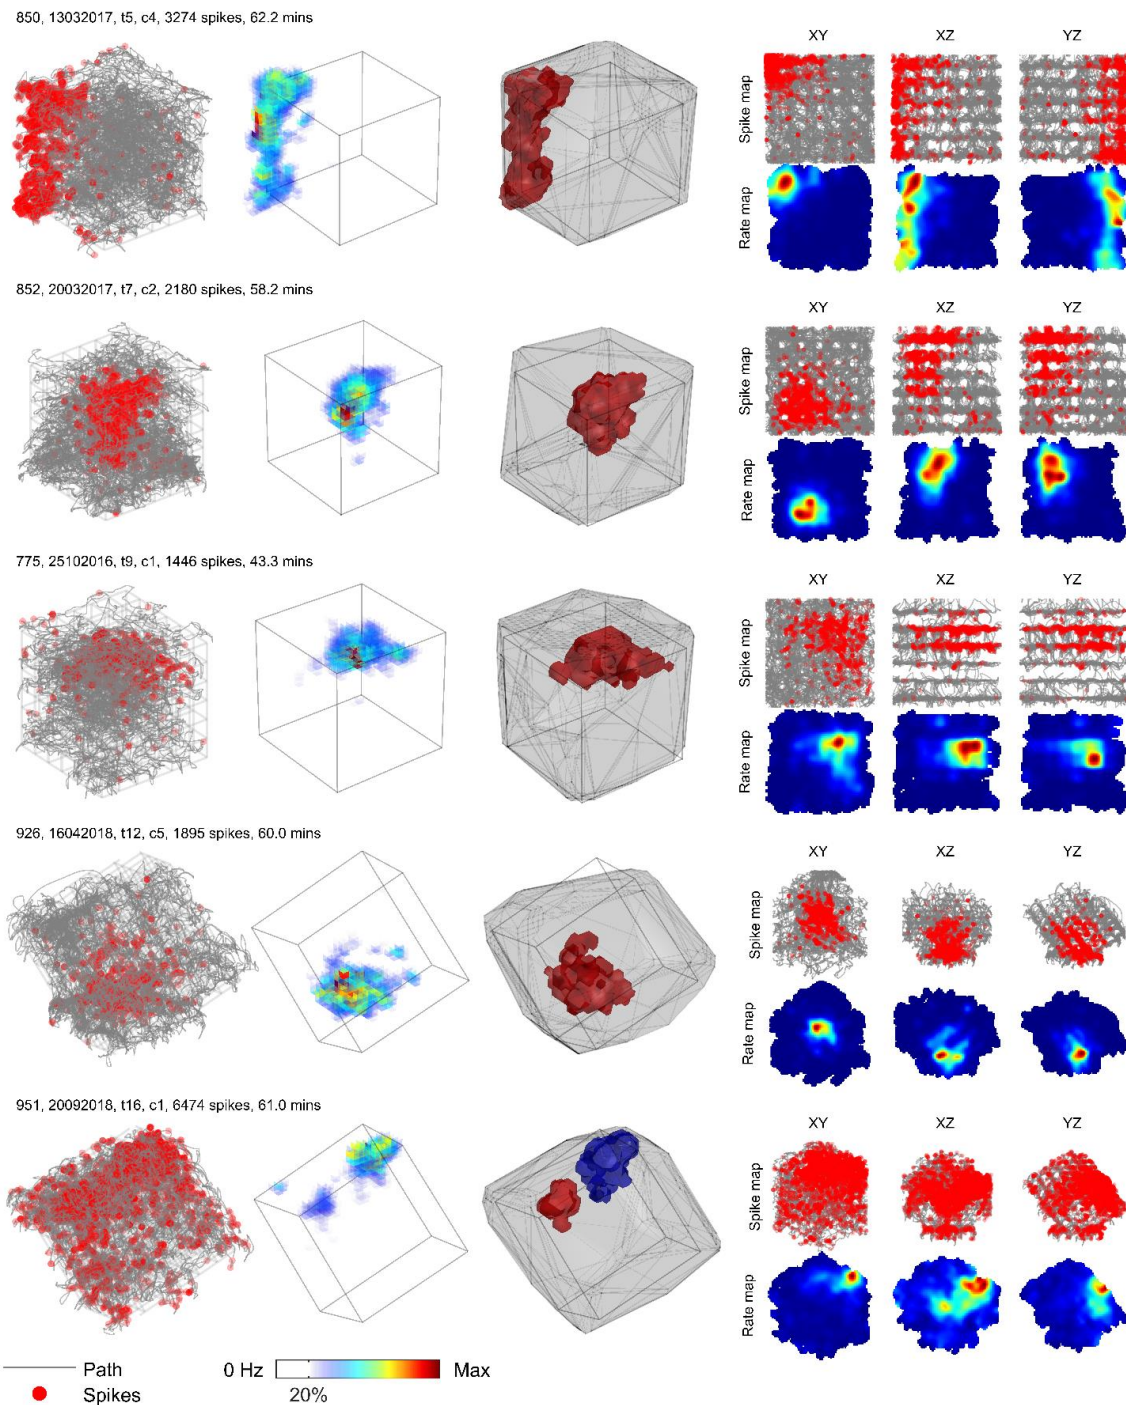 850, 13032017, t5, c4, 3274 spikes, 62.2 mins
XY XZ YZ
Spike map
Rate map
852, 20032017, t7, c2, 2180 spikes, 58.2 mins
XY XZ YZ
Spike map
Rate map
775, 25102016, t9, c1, 1446 spikes, 43.3 mins
XY XZ YZ
Spike map
Rate map
926, 16042018, t12, c5, 1895 spikes, 60.0 mins
XY XZ YZ
Spike map
Rate map
951, 20092018, t16, c1, 6474 spikes, 61.0 mins
XY XZ YZ
Spike map
Rate map
Path 0 Hz Max
Spikes 20%